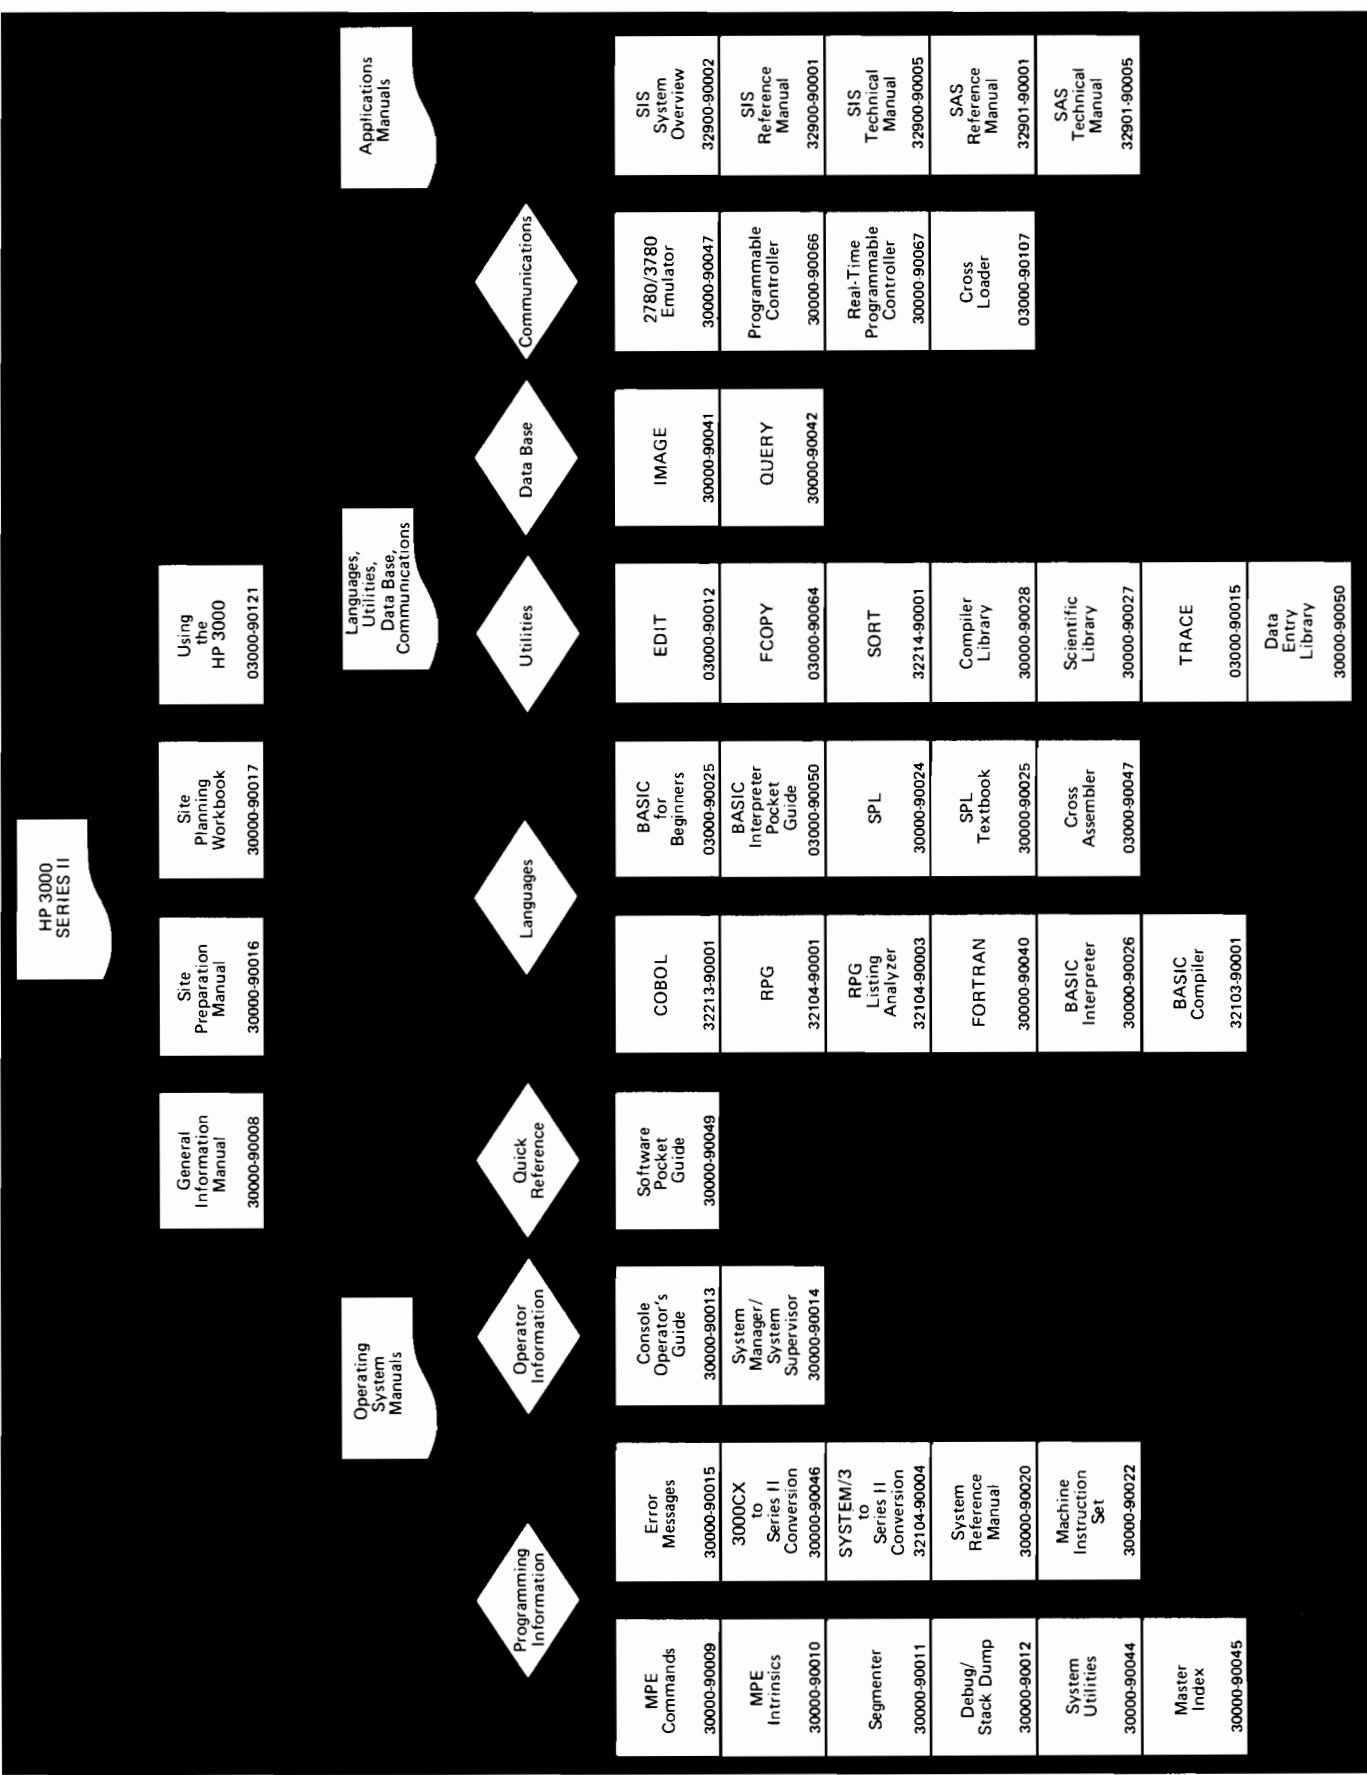 HP 3000
SERIES II
General
Information
Manual
30000-90008
Site
Preparation
Manual
30000-90016
Site
Planning
Workbook
30000-90017
Using
the
HP 3000
03000-90121
Operating
System
Manuals
Languages,
Utilities,
Data Base,
Communications
Applications
Manuals
Programming
Information
Operator
Information
Quick
Reference
Languages
Utilities
Data Base
Communications
MPE
Commands
30000-90009
MPE
Intrinsics
30000-90010
Segmenter
30000-90011
Debug/
Stack Dump
30000-90012
System
Utilities
30000-90044
Master
Index
30000-90045
Error
Messages
30000-90015
3000CX
to
Series II
Conversion
30000-90046
SYSTEM/3
to
Series II
Conversion
32104-90004
System
Reference
Manual
30000-90020
Machine
Instruction
Set
30000-90022
Console
Operator's
Guide
30000-90013
System
Manager/
System
Supervisor
30000-90014
Software
Pocket
Guide
30000-90049
COBOL
32213-90001
RPG
32104-90001
RPG
Listing
Analyzer
32104-90003
FORTRAN
30000-90040
BASIC
Interpreter
30000-90026
BASIC
Compiler
32103-90001
BASIC
for
Beginners
03000-90025
BASIC
Interpreter
Pocket
Guide
03000-90050
SPL
30000-90024
SPL
Textbook
30000-90025
Cross
Assembler
03000-90047
EDIT
03000-90012
FCOPY
03000-90064
SORT
32214-90001
Compiler
Library
30000-90028
Scientific
Library
30000-90027
TRACE
03000-90015
Data
Entry
Library
30000-90050
IMAGE
30000-90041
QUERY
30000-90042
2780/3780
Emulator
30000-90047
Programmable
Controller
30000-90066
Real-Time
Programmable
Controller
30000-90067
Cross
Loader
03000-90107
SIS
System
Overview
32900-90002
SIS
Reference
Manual
32900-90001
SIS
Technical
Manual
32900-90005
SAS
Reference
Manual
32901-90001
SAS
Technical
Manual
32901-90005